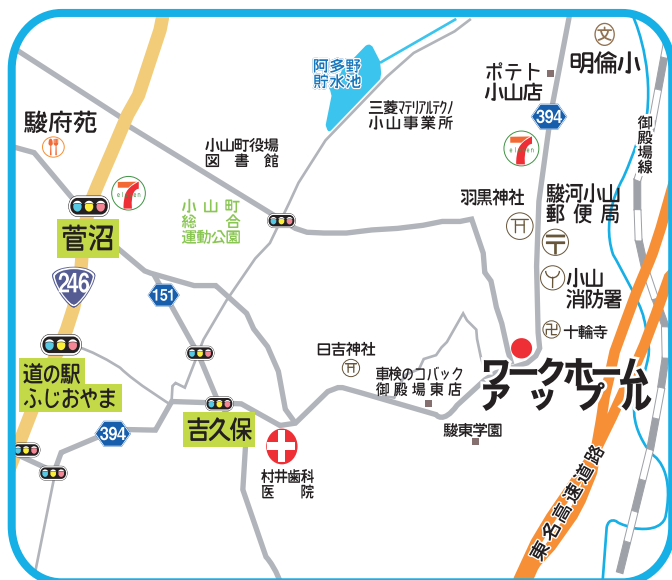 文
明倫小
ポテト
小山店
394
御殿場線
阿多野
貯水池
三菱マテリアルテクノ
小山事業所
駿府苑
小山町役場
図書館
7
eleven
7
eleven
小山町
総合
運動公園
羽黒神社
駿河小山
郵便局
菅沼
246
151
小山
消防署
十輪寺
日吉神社
車検のコバック
御殿場東店
ワークホーム
アップル
道の駅
ふじおやま
394
吉久保
駿東学園
村井歯科
医院
東名高速道路